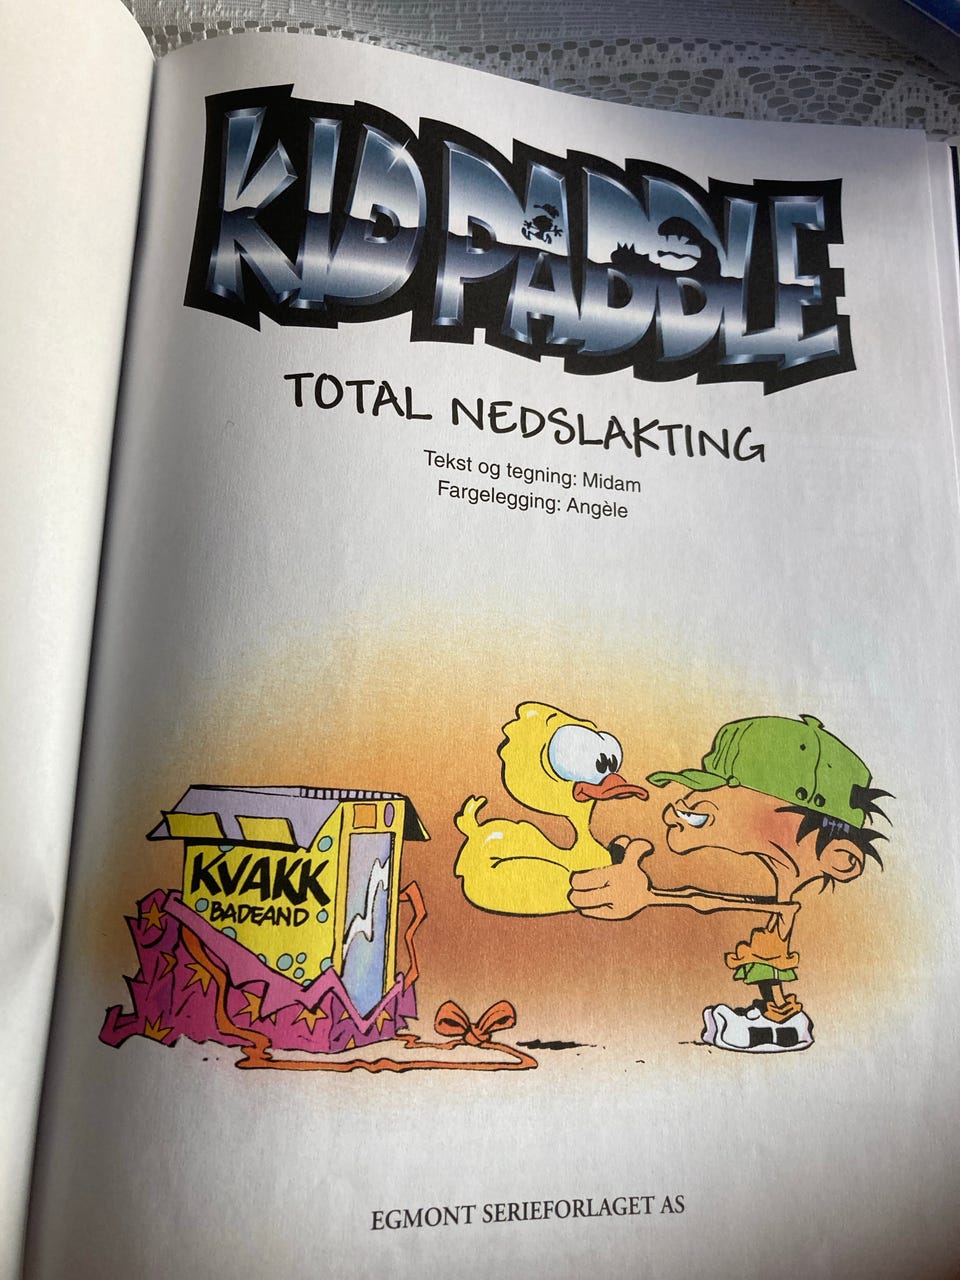 KID PADDLE
TOTAL NEDSLAKTING
Tekst og tegning: Midam
Fargelegging: Angèle
KVAKK
BADEAND
EGMONT SERIEFORLAGET AS